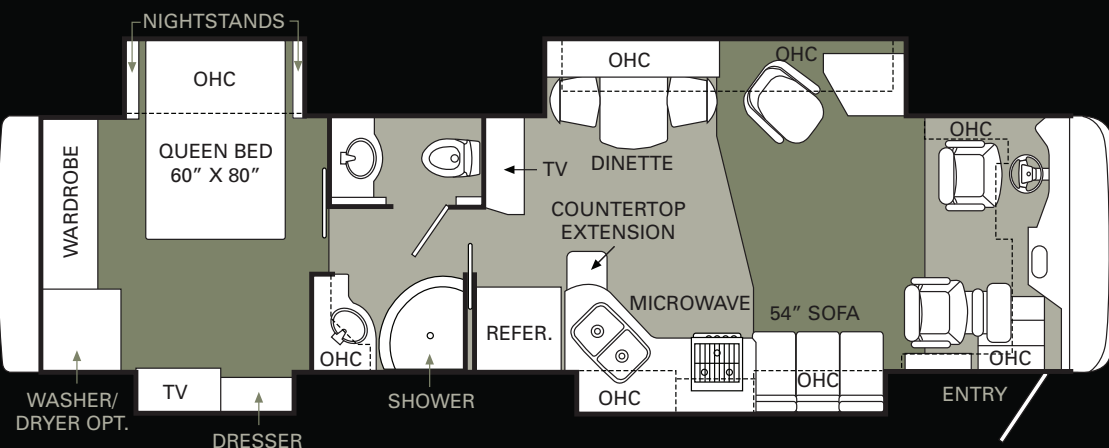 NIGHTSTANDS
OHC
QUEEN BED
60” X 80”
WARDROBE
WASHER/
DRYER OPT.
TV
DRESSER
OHC
SHOWER
REFER.
TV
OHC
DINETTE
COUNTERTOP
EXTENSION
MICROWAVE
OHC
OHC
54” SOFA
OHC
OHC
OHC
ENTRY